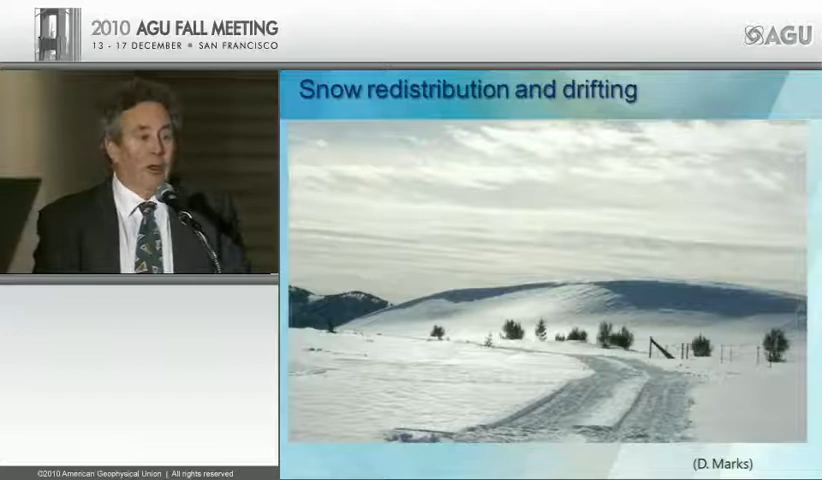 2010 AGU FALL MEETING
13 - 17 DECEMBER • SAN FRANCISCO
AGU
Snow redistribution and drifting
(D. Marks)
©2010 American Geophysical Union | All rights reserved